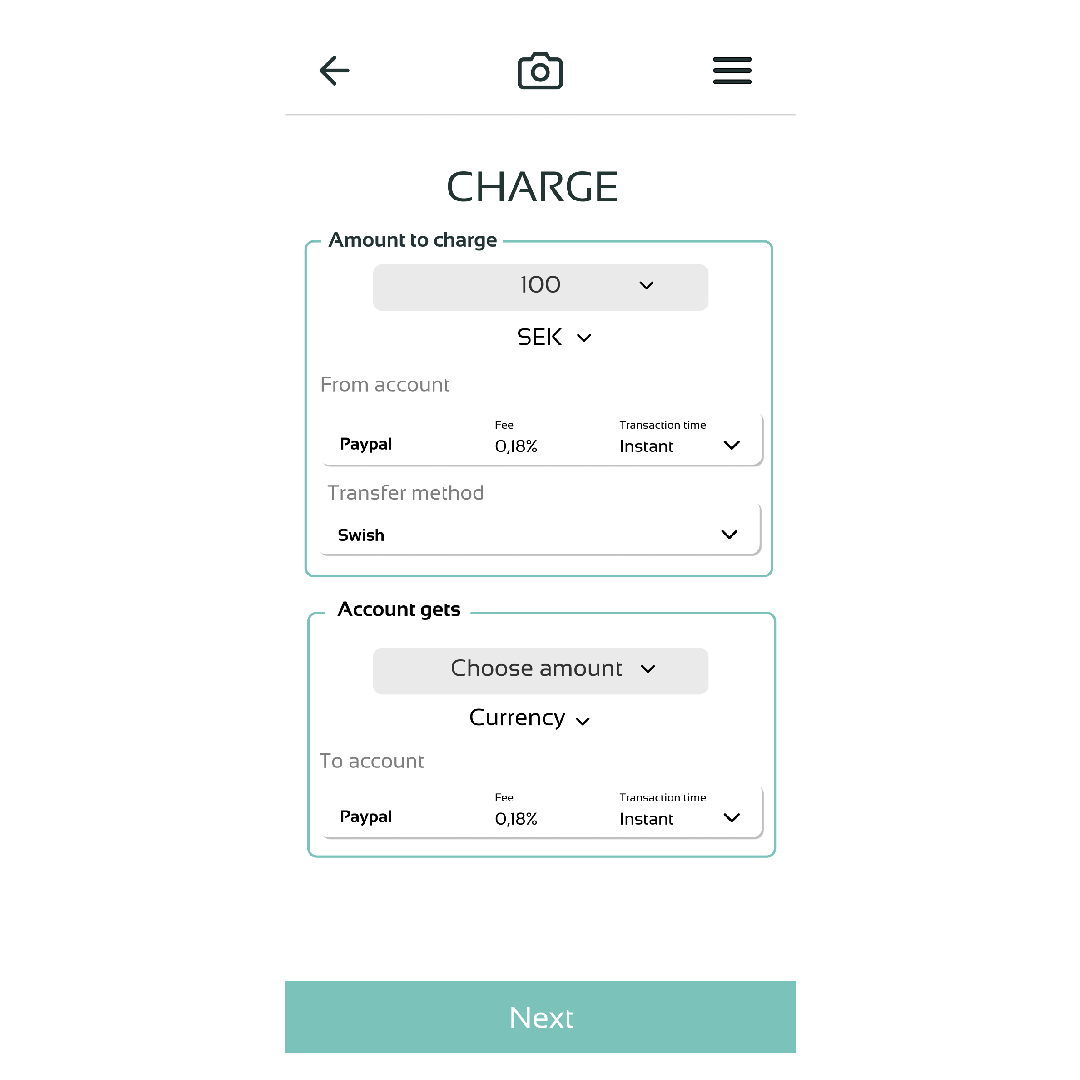 CHARGE
Amount to charge
100
SEK
From account
Fee Transaction time
Paypal 0,18% Instant
Transfer method
Swish
Account gets
Choose amount
Currency
To account
Fee Transaction time
Paypal 0,18% Instant
Next